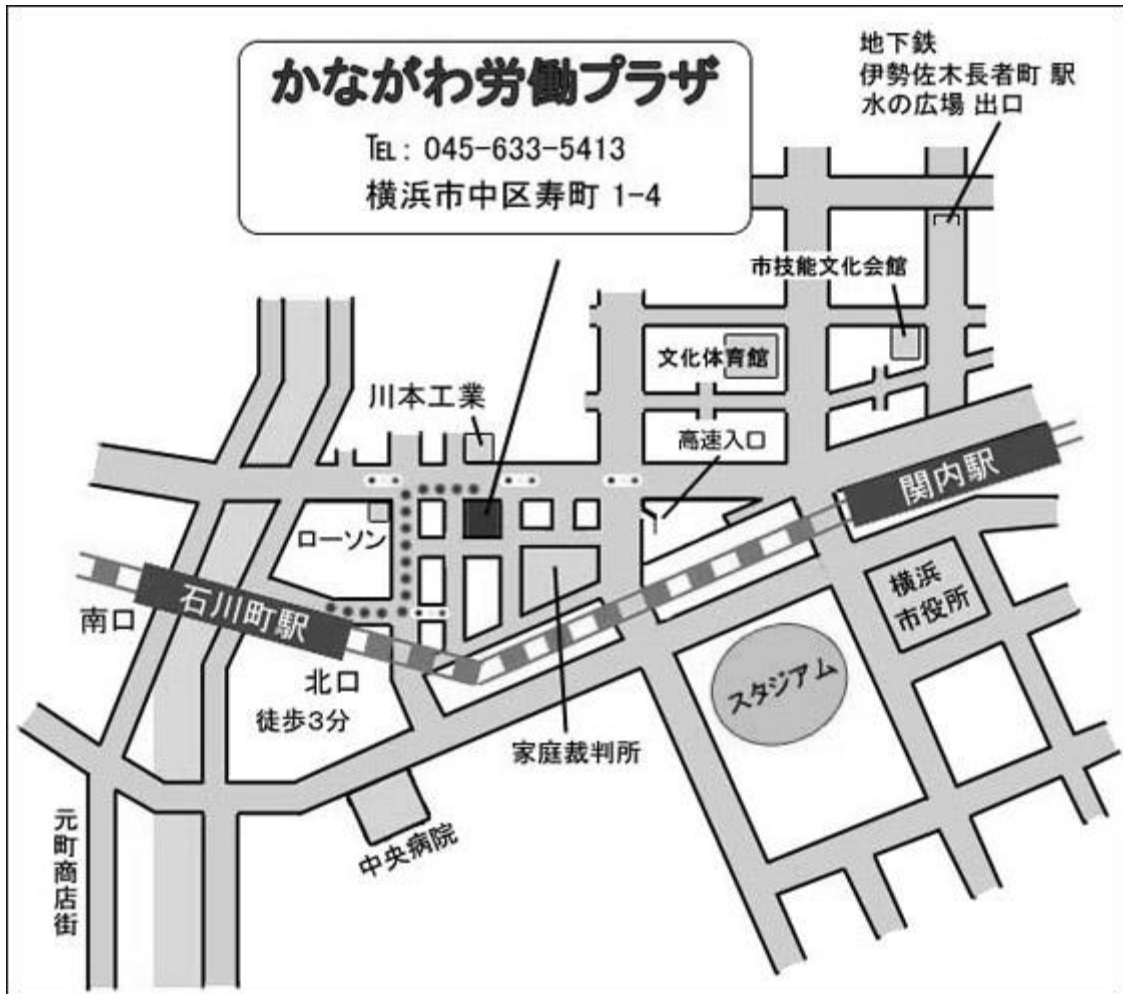 かながわ労働プラザ
TEL: 045-633-5413
横浜市中区寿町 1-4
地下鉄
伊勢佐木長者町 駅
水の広場 出口
市技能文化会館
文化体育館
川本工業
高速入口
関内駅
ローソン
石川町駅
南口
北口
徒歩3分
横浜
市役所
スタジアム
家庭裁判所
中央病院
元町商店街